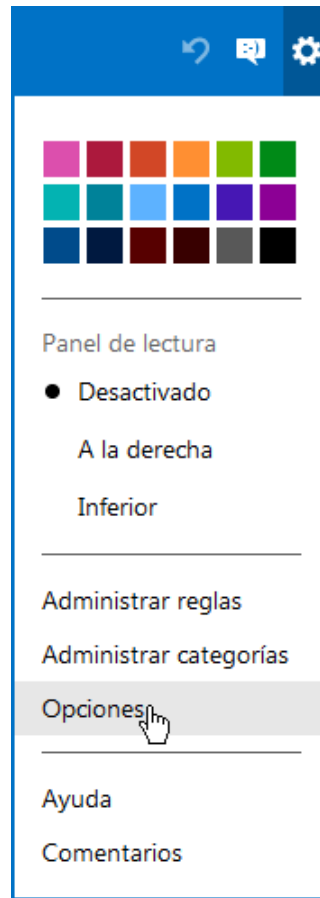 Panel de lectura
Desactivado
A la derecha
Inferior
Administrar reglas
Administrar categorías
Opciones
Ayuda
Comentarios